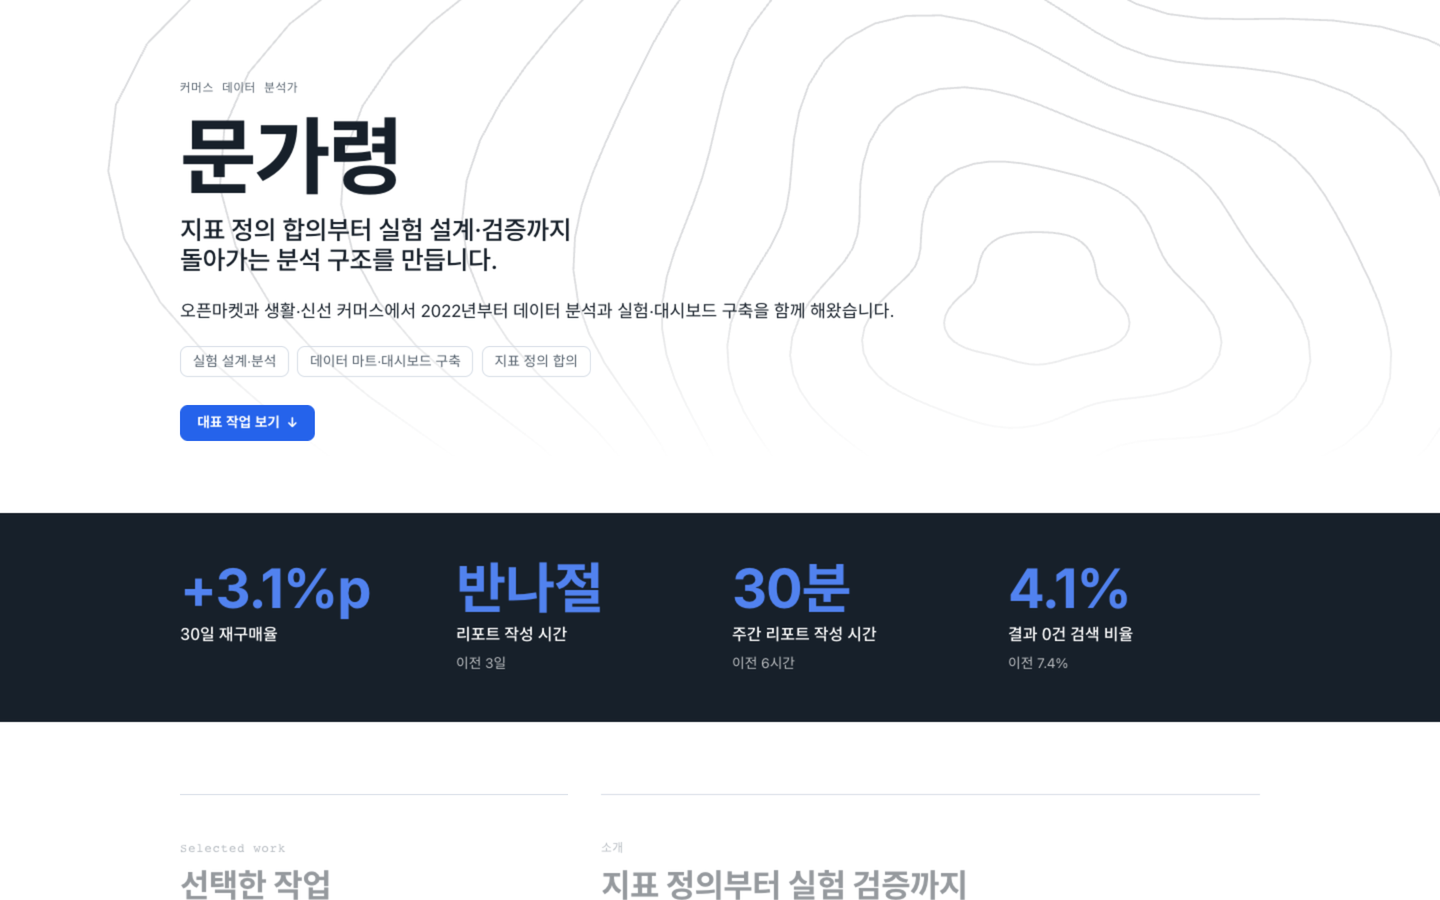 커머스 데이터 분석가
문가령
지표 정의 합의부터 실험 설계·검증까지
돌아가는 분석 구조를 만듭니다.
오픈마켓과 생활·신선 커머스에서 2022년부터 데이터 분석과 실험·대시보드 구축을 함께 해왔습니다.
실험 설계·분석
데이터 마트·대시보드 구축
지표 정의 합의
대표 작업 보기 ↓
+3.1%p
30일 재구매율
반나절
리포트 작성 시간
이전 3일
30분
주간 리포트 작성 시간
이전 6시간
4.1%
결과 0건 검색 비율
이전 7.4%
Selected work
선택한 작업
소개
지표 정의부터 실험 검증까지